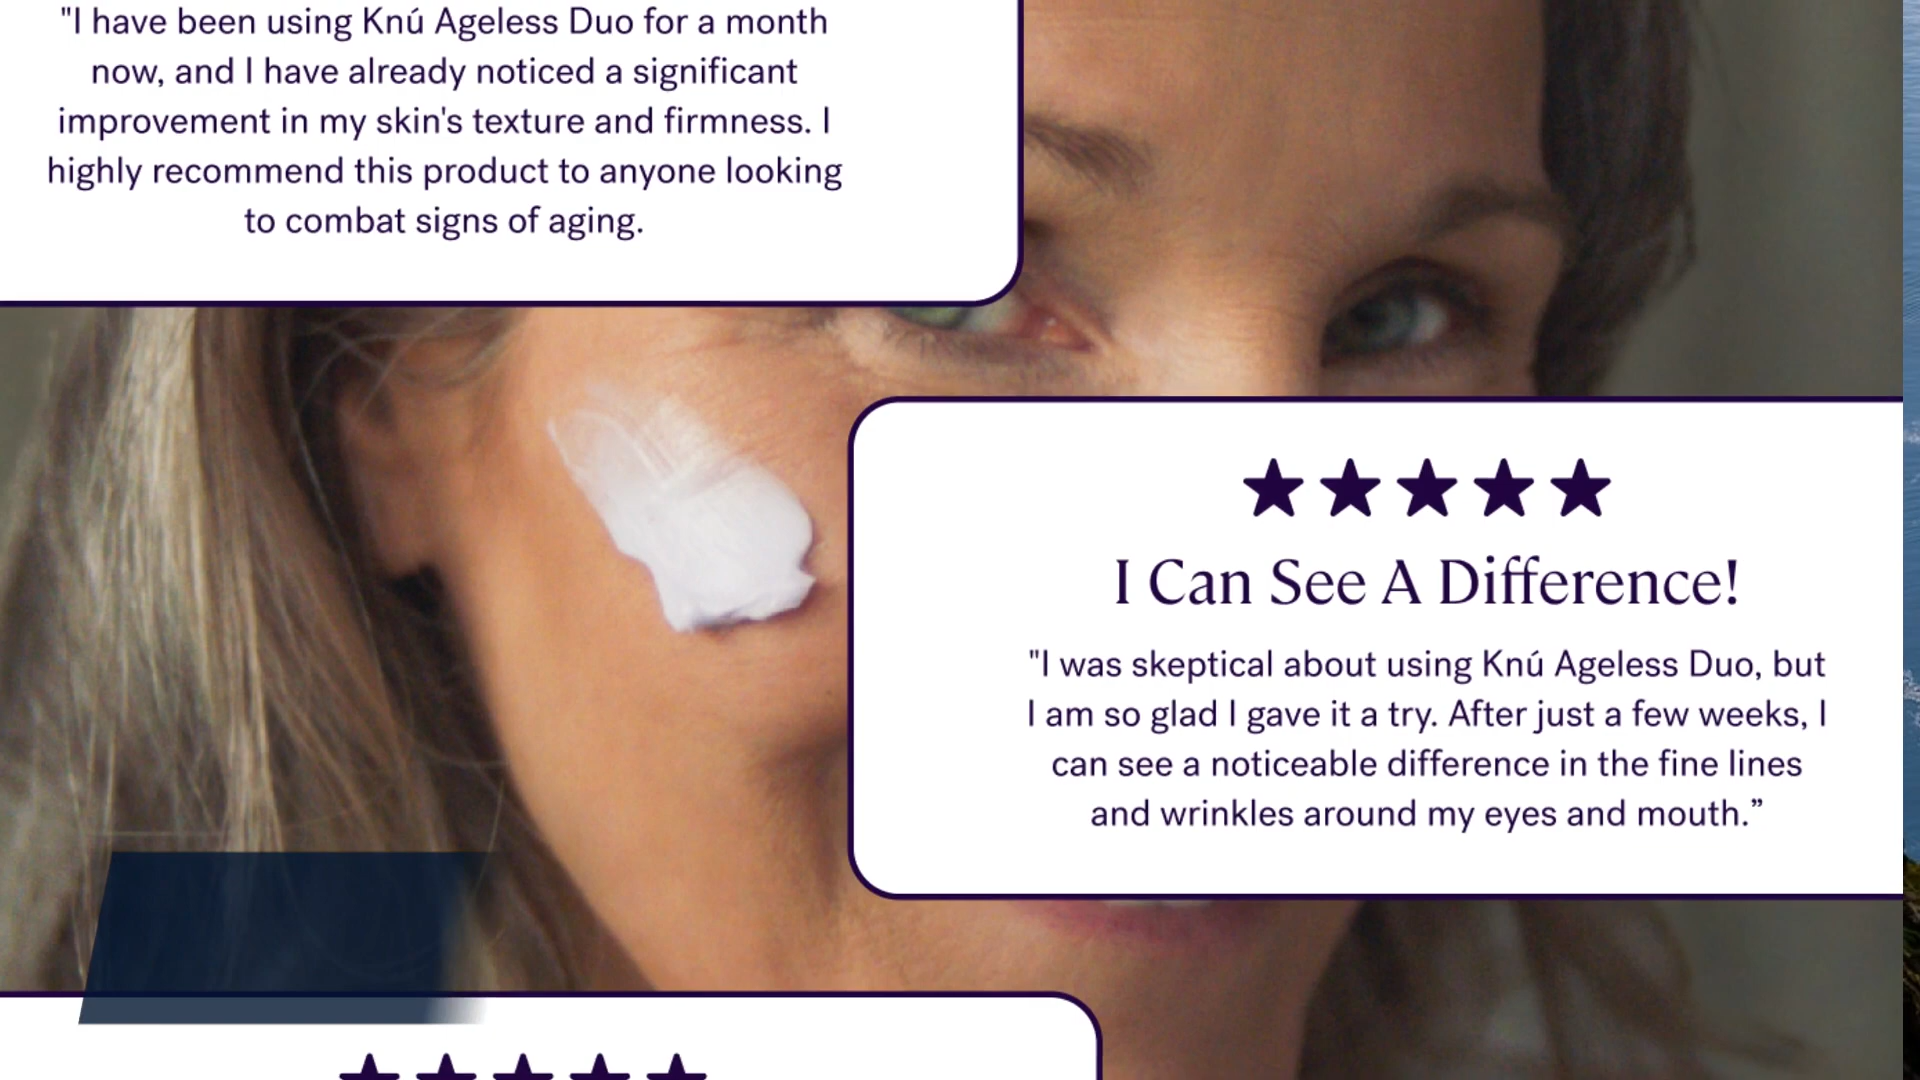 "I have been using Knú Ageless Duo for a month
now, and I have already noticed a significant
improvement in my skin's texture and firmness. I
highly recommend this product to anyone looking
to combat signs of aging.
I Can See A Difference!
"I was skeptical about using Knú Ageless Duo, but
I am so glad I gave it a try. After just a few weeks, I
can see a noticeable difference in the fine lines
and wrinkles around my eyes and mouth.”